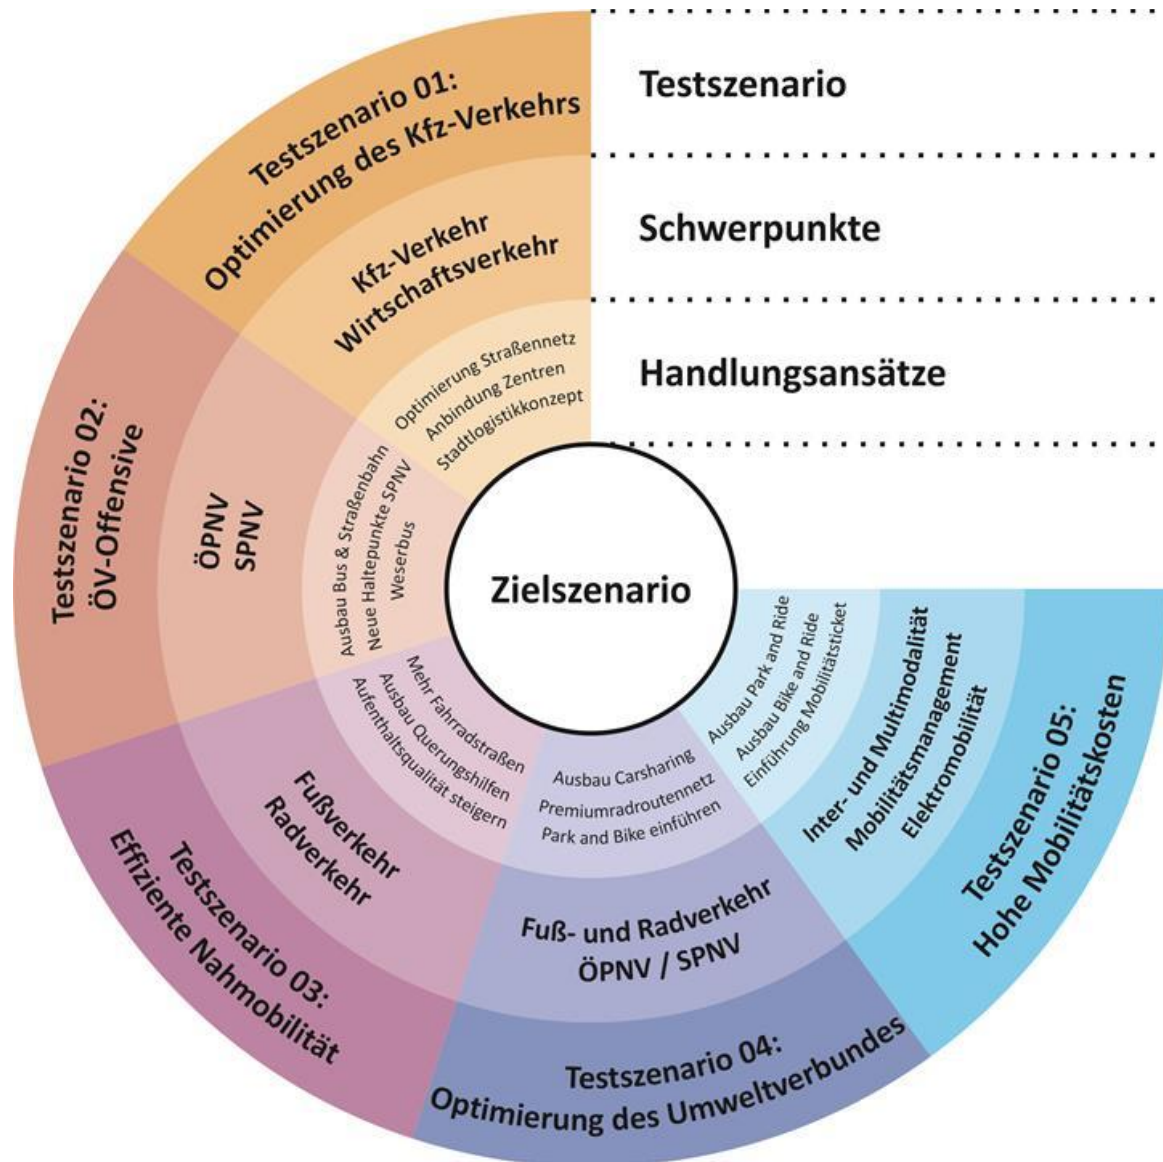 Testszenario
Schwerpunkte
Handlungsansätze
Zielszenario
Testszenario 01:
Optimierung des Kfz-Verkehrs
Kfz-Verkehr
Wirtschaftsverkehr
Optimierung Straßennetz
Anbindung Zentren
Stadtlogistikkonzept
Testszenario 02:
ÖV-Offensive
ÖPNV
SPNV
Ausbau Bus & Straßenbahn
Neue Haltepunkte SPNV
Weserbus
Testszenario 03:
Effiziente Nahmobilität
Fußverkehr
Radverkehr
Mehr Fahrradstraßen
Ausbau Querungshilfen
Aufenthaltsqualität steigern
Testszenario 04:
Optimierung des Umweltverbundes
Fuß- und Radverkehr
ÖPNV / SPNV
Ausbau Carsharing
Premiumradroutennetz
Park and Bike einführen
Testszenario 05:
Hohe Mobilitätskosten
Inter- und Multimodalität
Mobilitätsmanagement
Elektromobilität
Ausbau Park and Ride
Ausbau Bike and Ride
Einführung Mobilitätsticket